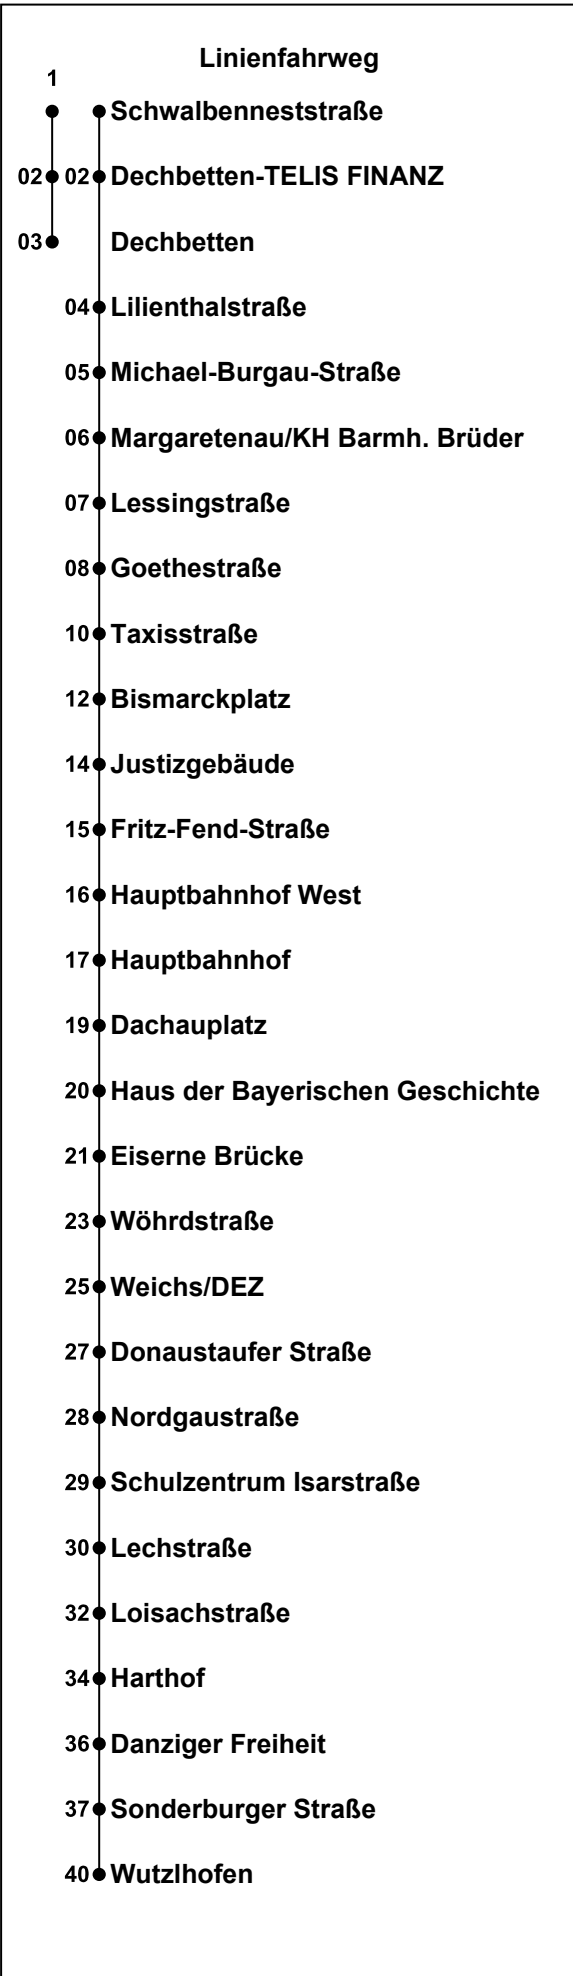 Linienfahrweg
1
Schwalbenneststraße
02 02 Dechbetten-TELIS FINANZ
03 Dechbetten
04 Lilienthalstraße
05 Michael-Burgau-Straße
06 Margaretenau/KH Barmh. Brüder
07 Lessingstraße
08 Goethestraße
10 Taxisstraße
12 Bismarckplatz
14 Justizgebäude
15 Fritz-Fend-Straße
16 Hauptbahnhof West
17 Hauptbahnhof
19 Dachauplatz
20 Haus der Bayerischen Geschichte
21 Eiserne Brücke
23 Wöhrdstraße
25 Weichs/DEZ
27 Donaustaufer Straße
28 Nordgaustraße
29 Schulzentrum Isarstraße
30 Lechstraße
32 Loisachstraße
34 Harthof
36 Danziger Freiheit
37 Sonderburger Straße
40 Wutzlhofen